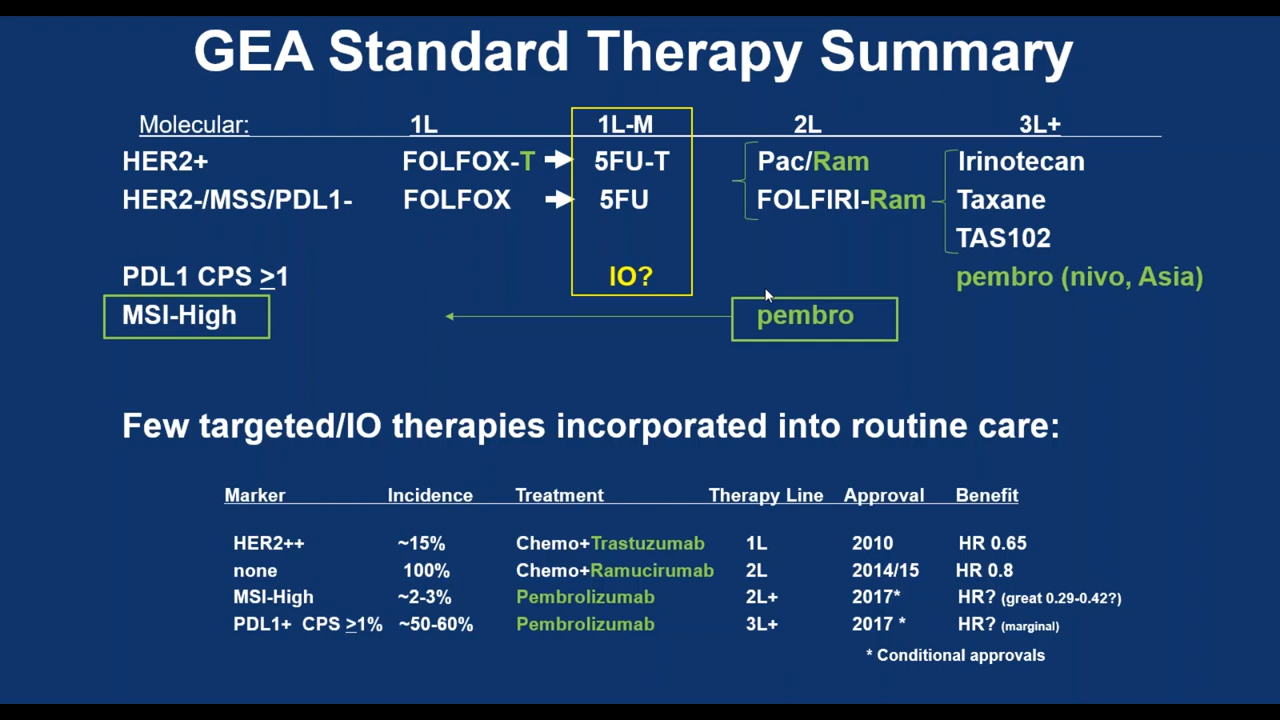 GEA Standard Therapy Summary
Molecular: 1L 1L-M 2L 3L+
HER2+ FOLFOX-T 5FU-T Pac/Ram Irinotecan
HER2-/MSS/PDL1- FOLFOX 5FU FOLFIRI-Ram Taxane
TAS102
PDL1 CPS ≥1 IO? pembro (nivo, Asia)
MSI-High pembro
Few targeted/IO therapies incorporated into routine care:
Marker Incidence Treatment Therapy Line Approval Benefit
HER2++ ~15% Chemo+Trastuzumab 1L 2010 HR 0.65
none 100% Chemo+Ramucirumab 2L 2014/15 HR 0.8
MSI-High ~2-3% Pembrolizumab 2L+ 2017* HR? (great 0.29-0.42?)
PDL1+ CPS ≥1% ~50-60% Pembrolizumab 3L+ 2017 * HR? (marginal)
* Conditional approvals